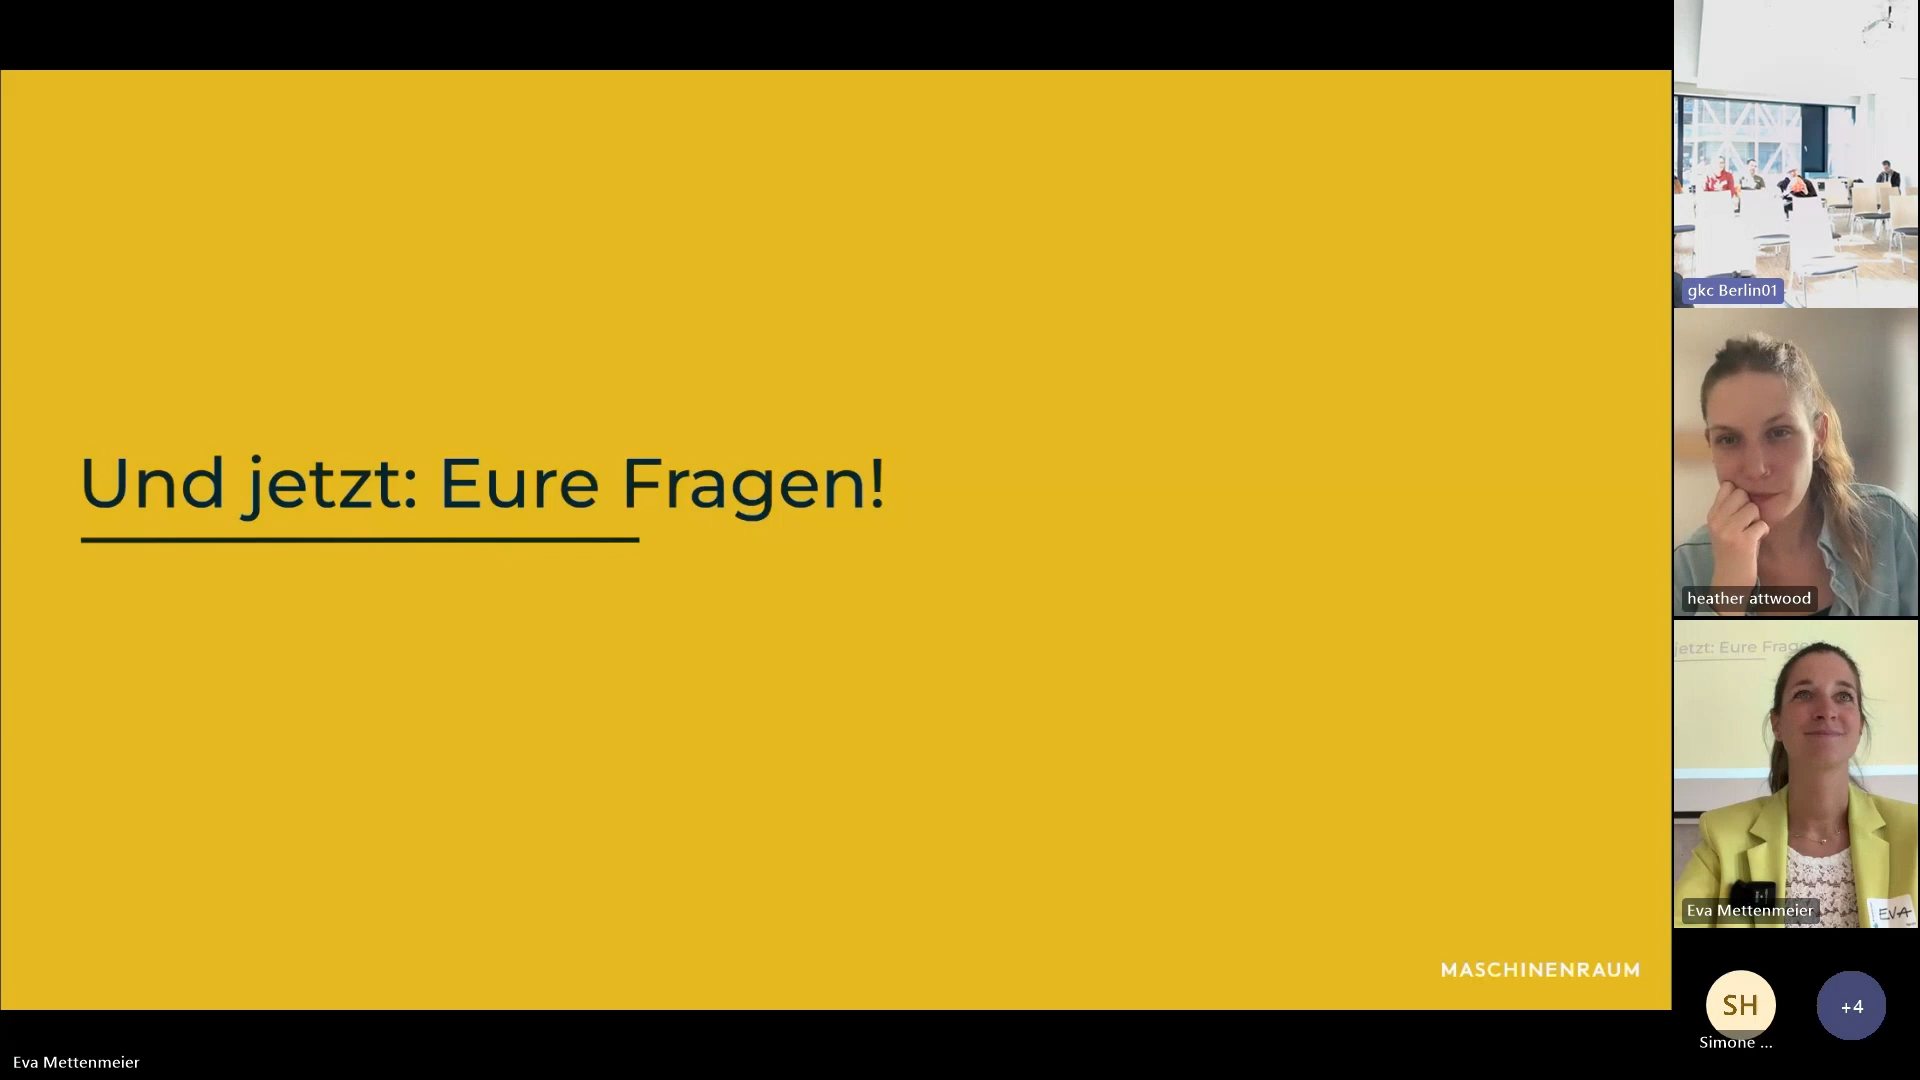 Und jetzt: Eure Fragen!
MASCHINENRAUM
gkc Berlin01
heather attwood
jetzt: Eure Frage
Eva Mettenmeier
EVA
SH
Simone ...
+4
Eva Mettenmeier